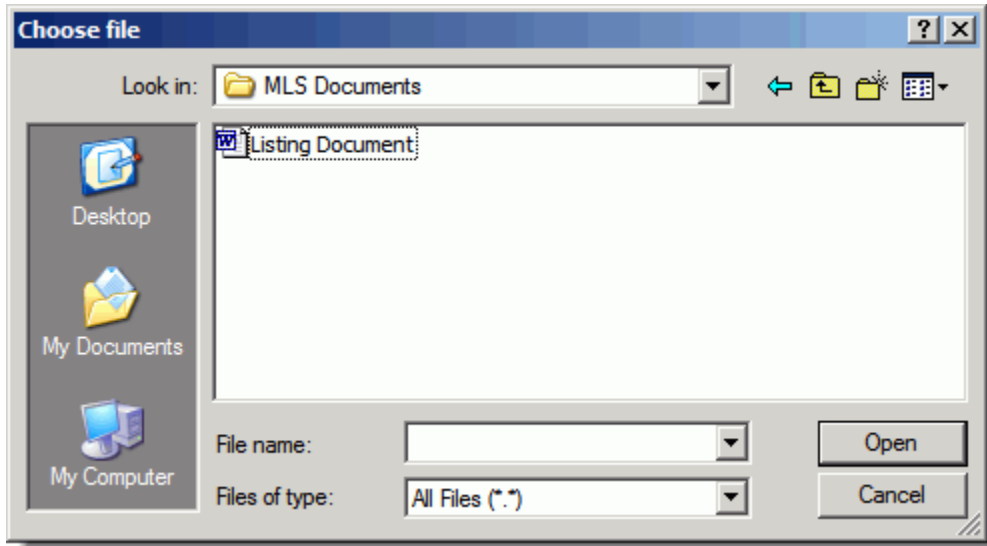 Choose file
Look in: MLS Documents
Listing Document
Desktop
My Documents
My Computer
File name:
Open
Files of type: All Files (*.*)
Cancel